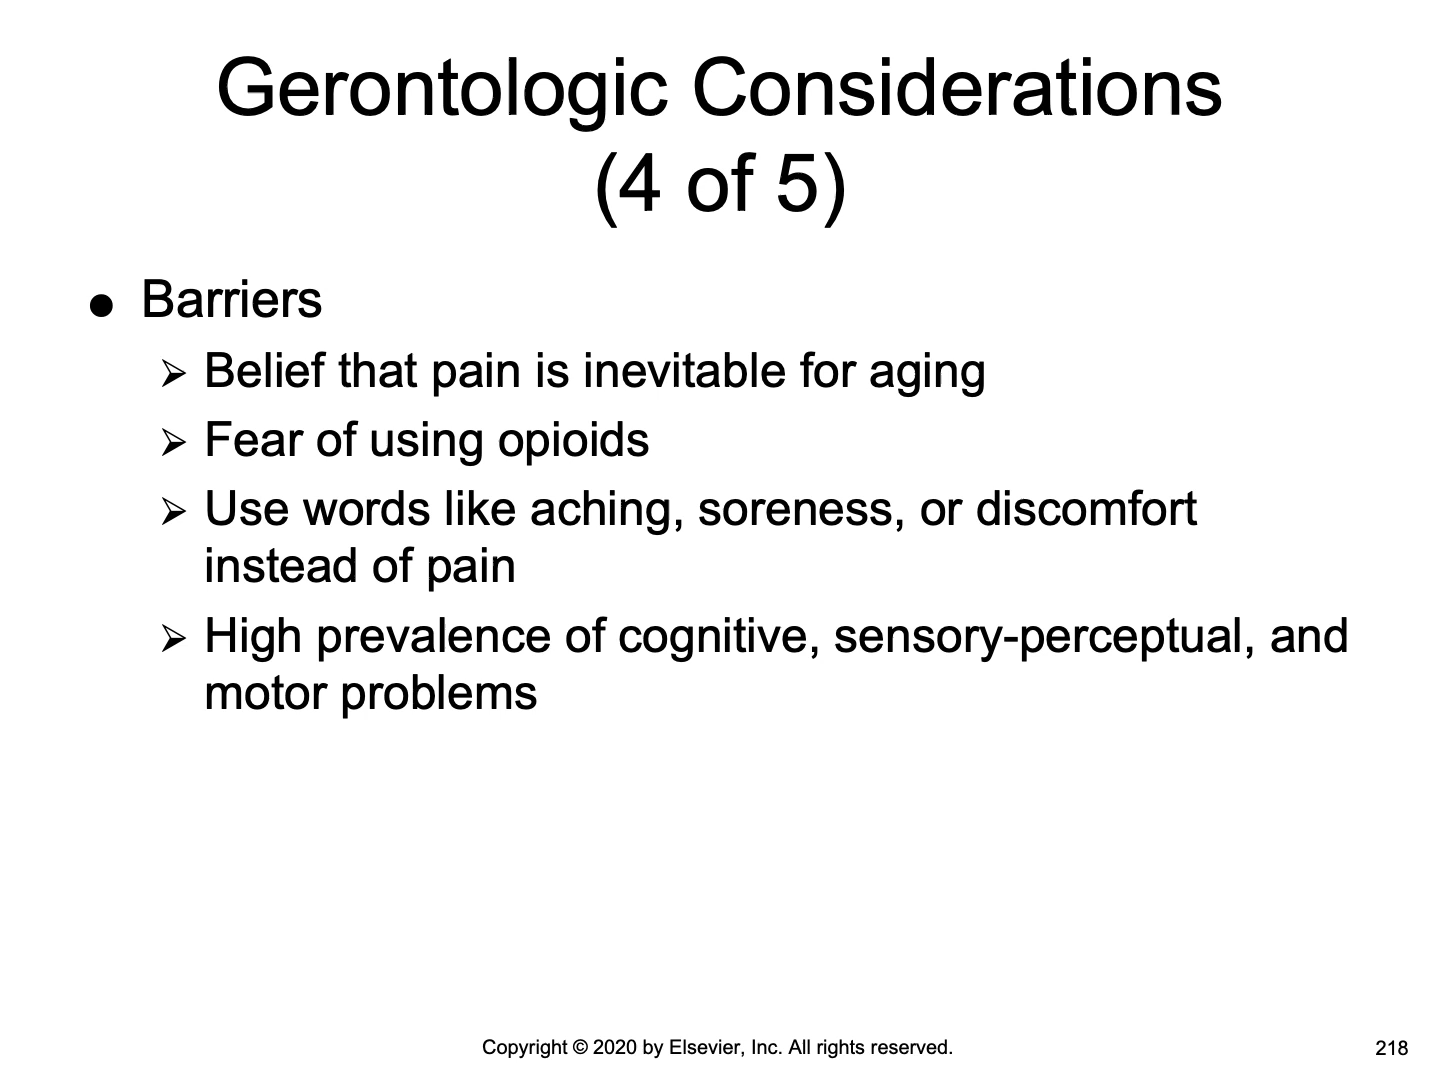 Gerontologic Considerations
(4 of 5)
● Barriers
➢ Belief that pain is inevitable for aging
➢ Fear of using opioids
➢ Use words like aching, soreness, or discomfort
instead of pain
➢ High prevalence of cognitive, sensory-perceptual, and
motor problems
Copyright © 2020 by Elsevier, Inc. All rights reserved.
218